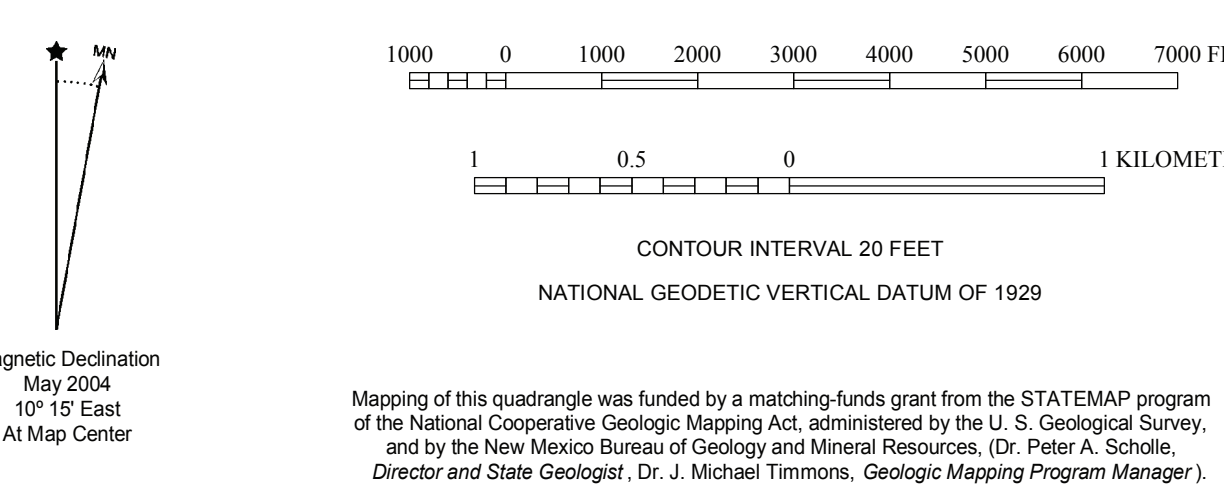 MN
1000 0 1000 2000 3000 4000 5000 6000 7000 FE
1 0.5 0 1 KILOMETE
CONTOUR INTERVAL 20 FEET
NATIONAL GEODETIC VERTICAL DATUM OF 1929
agnetic Declination
May 2004
10º 15' East
At Map Center
Mapping of this quadrangle was funded by a matching-funds grant from the STATEMAP program
of the National Cooperative Geologic Mapping Act, administered by the U. S. Geological Survey,
and by the New Mexico Bureau of Geology and Mineral Resources, (Dr. Peter A. Scholle,
Director and State Geologist , Dr. J. Michael Timmons, Geologic Mapping Program Manager ).